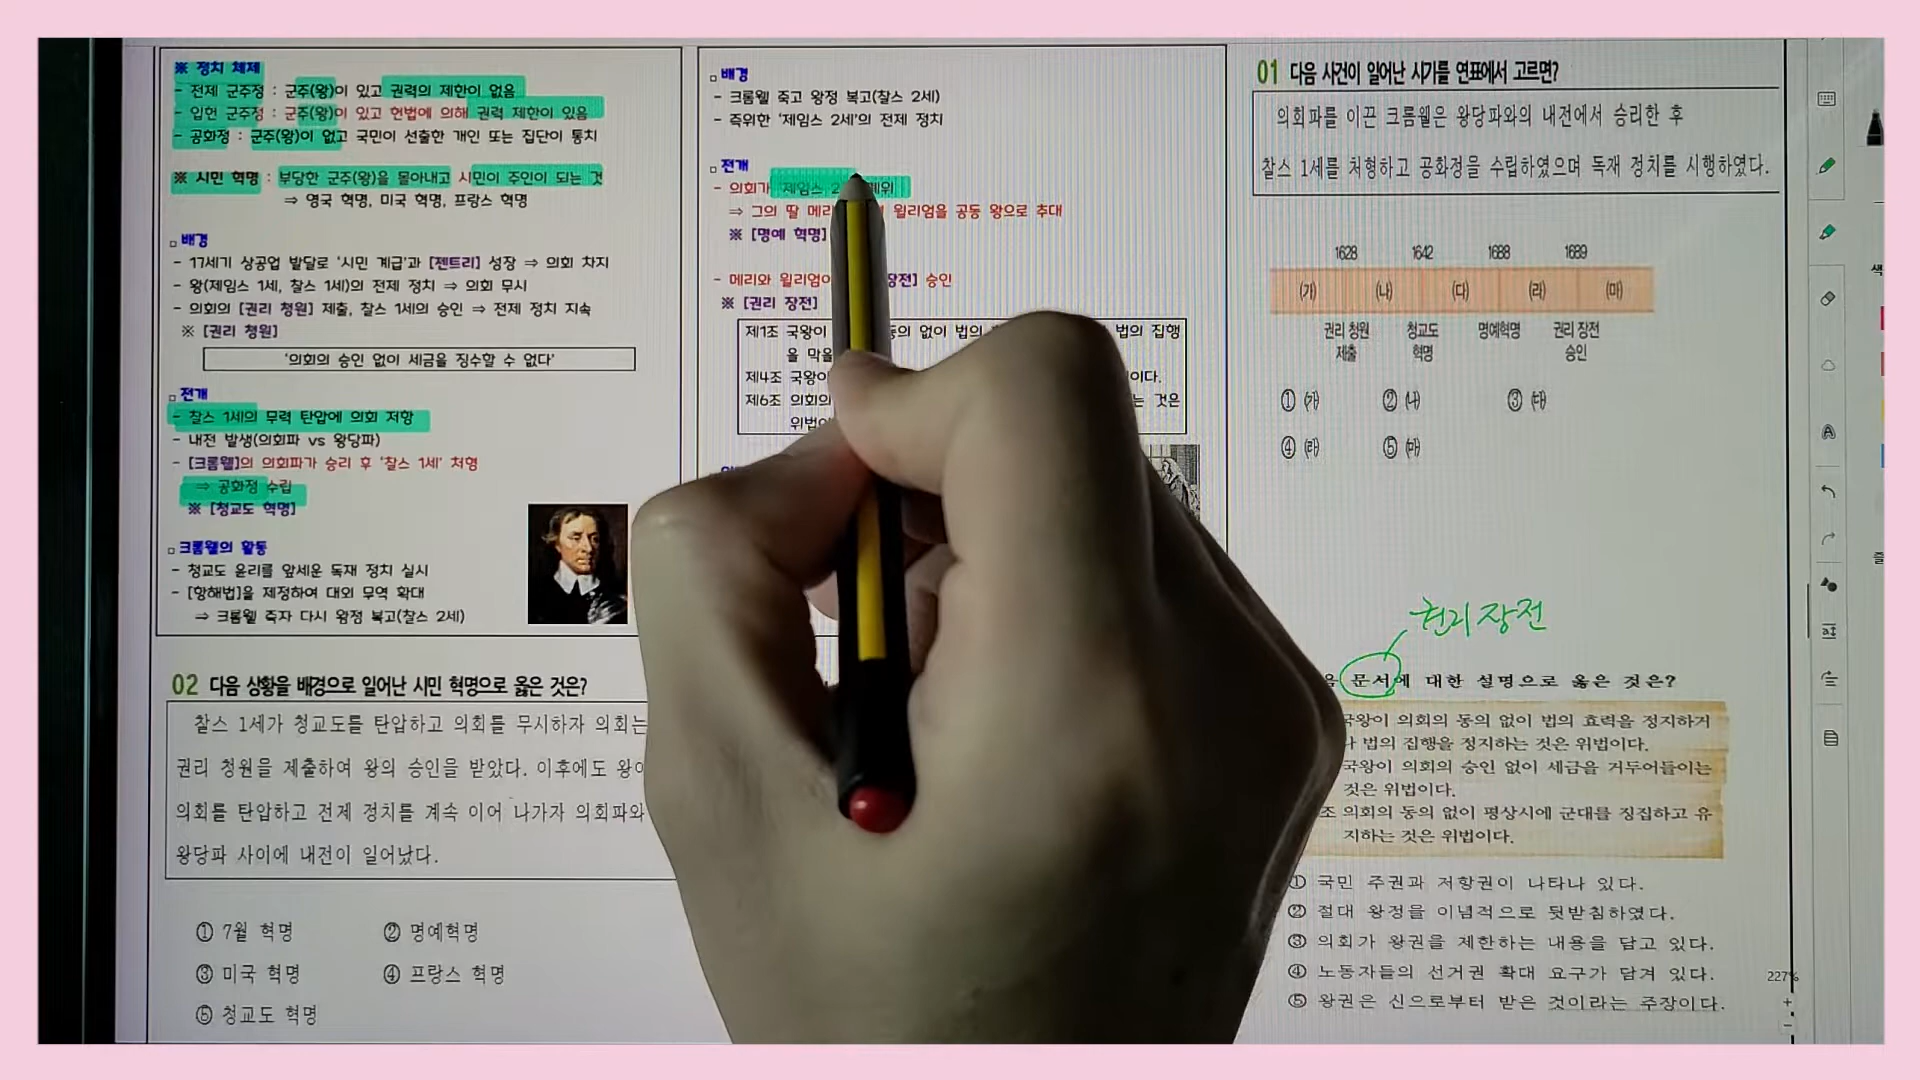 ※ 정치 체제
- 전제 군주정 : 군주(왕)이 있고 권력의 제한이 없음
- 입헌 군주정 : 군주(왕)이 있고 헌법에 의해 권력 제한이 있음
- 공화정 : 군주(왕)이 없고 국민이 선출한 개인 또는 집단이 통치
※ 시민 혁명 : 부당한 군주(왕)을 몰아내고 시민이 주인이 되는 것
⇒ 영국 혁명, 미국 혁명, 프랑스 혁명
□ 배경
- 17세기 상공업 발달로 '시민 계급'과 [젠트리] 성장 ⇒ 의회 차지
- 왕(제임스 1세, 찰스 1세)의 전제 정치 ⇒ 의회 무시
- 의회의 [권리 청원] 제출, 찰스 1세의 승인 ⇒ 전제 정치 지속
※ [권리 청원]
'의회의 승인 없이 세금을 징수할 수 없다'
□ 전개
- 찰스 1세의 무력 탄압에 의회 저항
- 내전 발생(의회파 vs 왕당파)
- [크롬웰]의 의회파가 승리 후 '찰스 1세' 처형
⇒ 공화정 수립
※ [청교도 혁명]
□ 크롬웰의 활동
- 청교도 윤리를 앞세운 독재 정치 실시
- [항해법]을 제정하여 대외 무역 확대
⇒ 크롬웰 죽자 다시 왕정 복고(찰스 2세)
□ 배경
- 크롬웰 죽고 왕정 복고(찰스 2세)
- 즉위한 '제임스 2세'의 전제 정치
□ 전개
- 의회가 '제임스
⇒ 그의 딸 윌리엄을 공동 왕으로 추대
※ [명예 혁명]
- 메리와 승인
※ [권리 장전]
제1조 국왕이 없이 법의 법의 집행
을
제4조
제6조 의회의 것은
02 다음 상황을 배경으로 일어난 시민 혁명으로 옳은 것은?
찰스 1세가 청교도를 탄압하고 의회를 무시하자 의회는
권리 청원을 제출하여 왕의 승인을 받았다. 이후에도
의회를 탄압하고 전제 정치를 계속 이어 나가자 의회파와
왕당파 사이에 내전이 일어났다.
① 7월 혁명 ② 명예혁명
③ 미국 혁명 ④ 프랑스 혁명
⑤ 청교도 혁명
01 다음 사건이 일어난 시기를 연표에서 고르면?
의회파를 이끈 크롬웰은 왕당파와의 내전에서 승리한 후
찰스 1세를 처형하고 공화정을 수립하였으며 독재 정치를 시행하였다.
1628 1642 1688 1689
(가) (나) (다) (라) (마)
권리 청원 청교도 명예혁명 권리 장전
제출 혁명 승인
① (가) ② (나) ③ (다)
④ (라) ⑤ (마)
권리 장전
문서에 대한 설명으로 옳은 것은?
국왕이 의회의 동의 없이 법의 효력을 정지하거
나 법의 집행을 정지하는 것은 위법이다.
국왕이 의회의 승인 없이 세금을 거두어들이는
것은 위법이다.
조 의회의 동의 없이 평상시에 군대를 징집하고 유
지하는 것은 위법이다.
① 국민 주권과 저항권이 나타나 있다.
② 절대 왕정을 이념적으로 뒷받침하였다.
③ 의회가 왕권을 제한하는 내용을 담고 있다.
④ 노동자들의 선거권 확대 요구가 담겨 있다.
⑤ 왕권은 신으로부터 받은 것이라는 주장이다.
227%